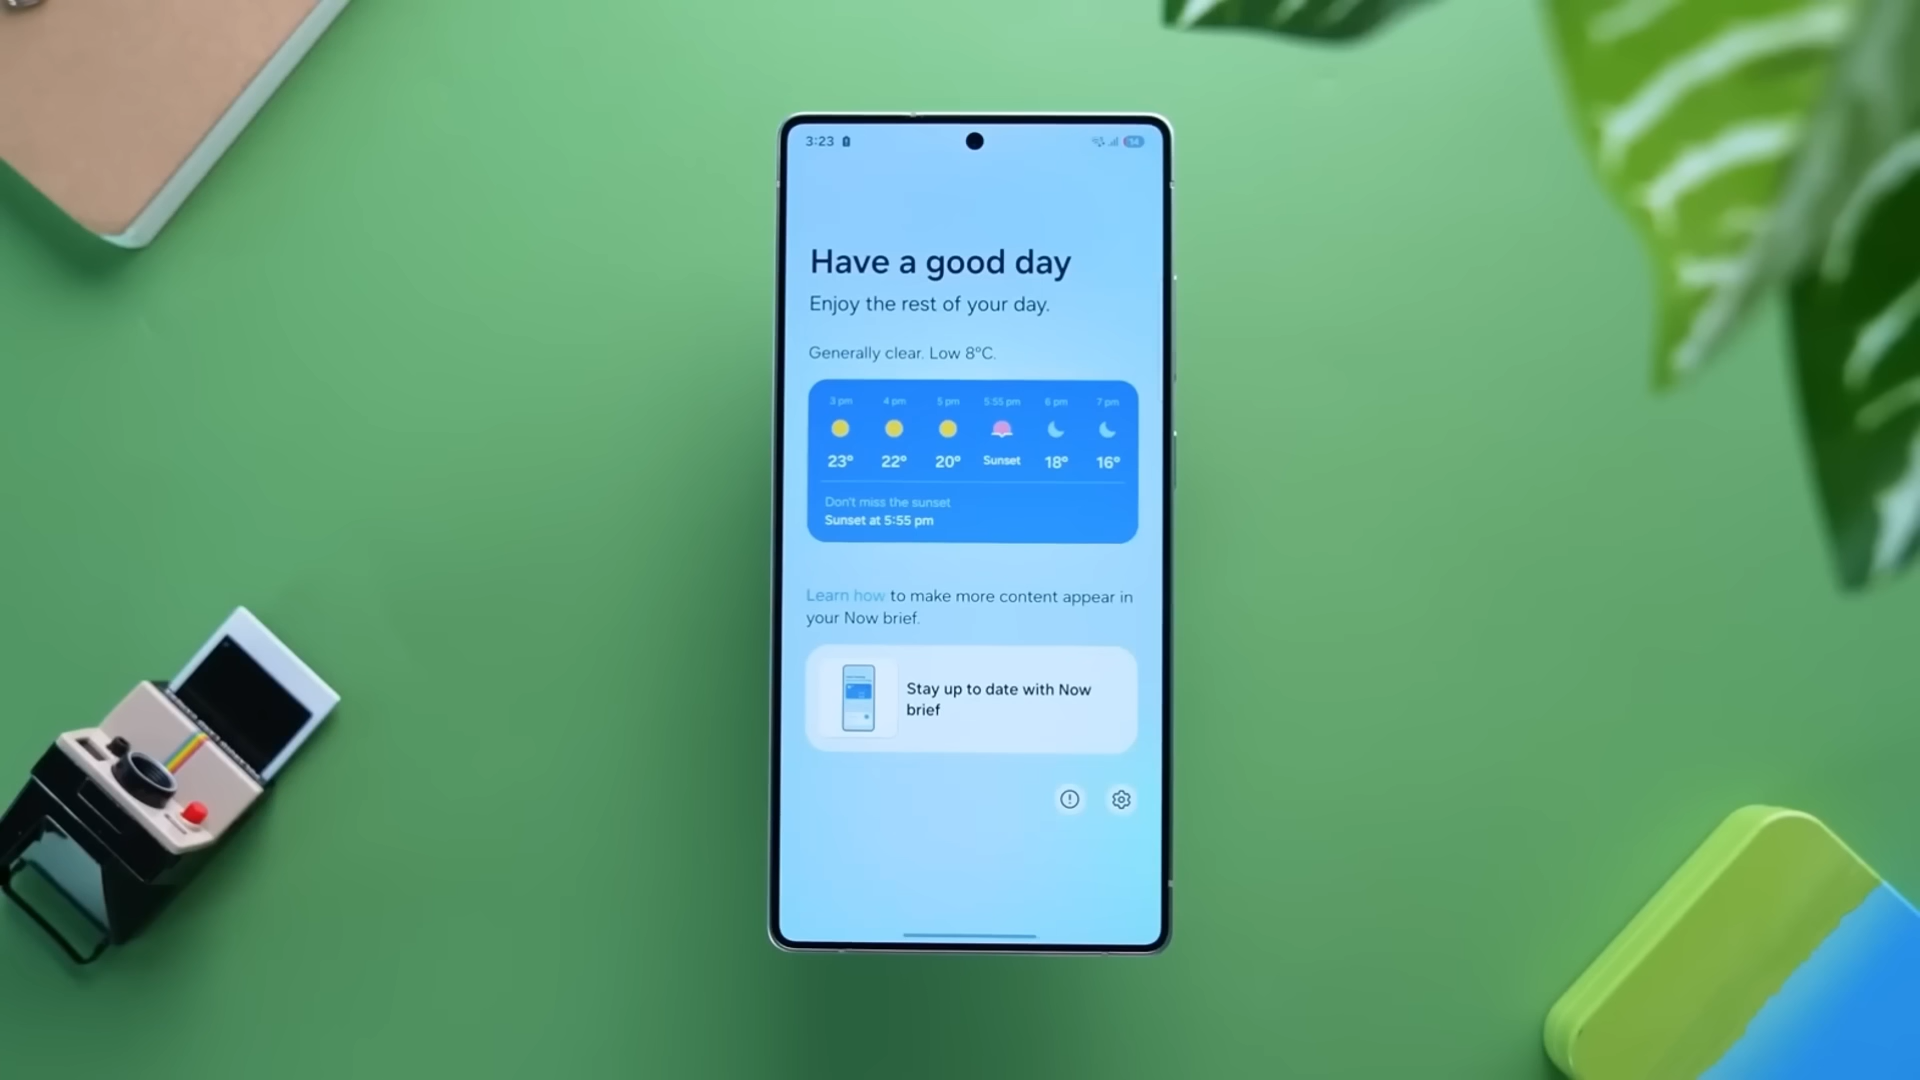 3:23
Have a good day
Enjoy the rest of your day.
Generally clear. Low 8°C.
3 pm 4 pm 5 pm 5:55 pm 6 pm 7 pm
23° 22° 20° Sunset 18° 16°
Don't miss the sunset
Sunset at 5:55 pm
Learn how to make more content appear in
your Now brief.
Stay up to date with Now
brief